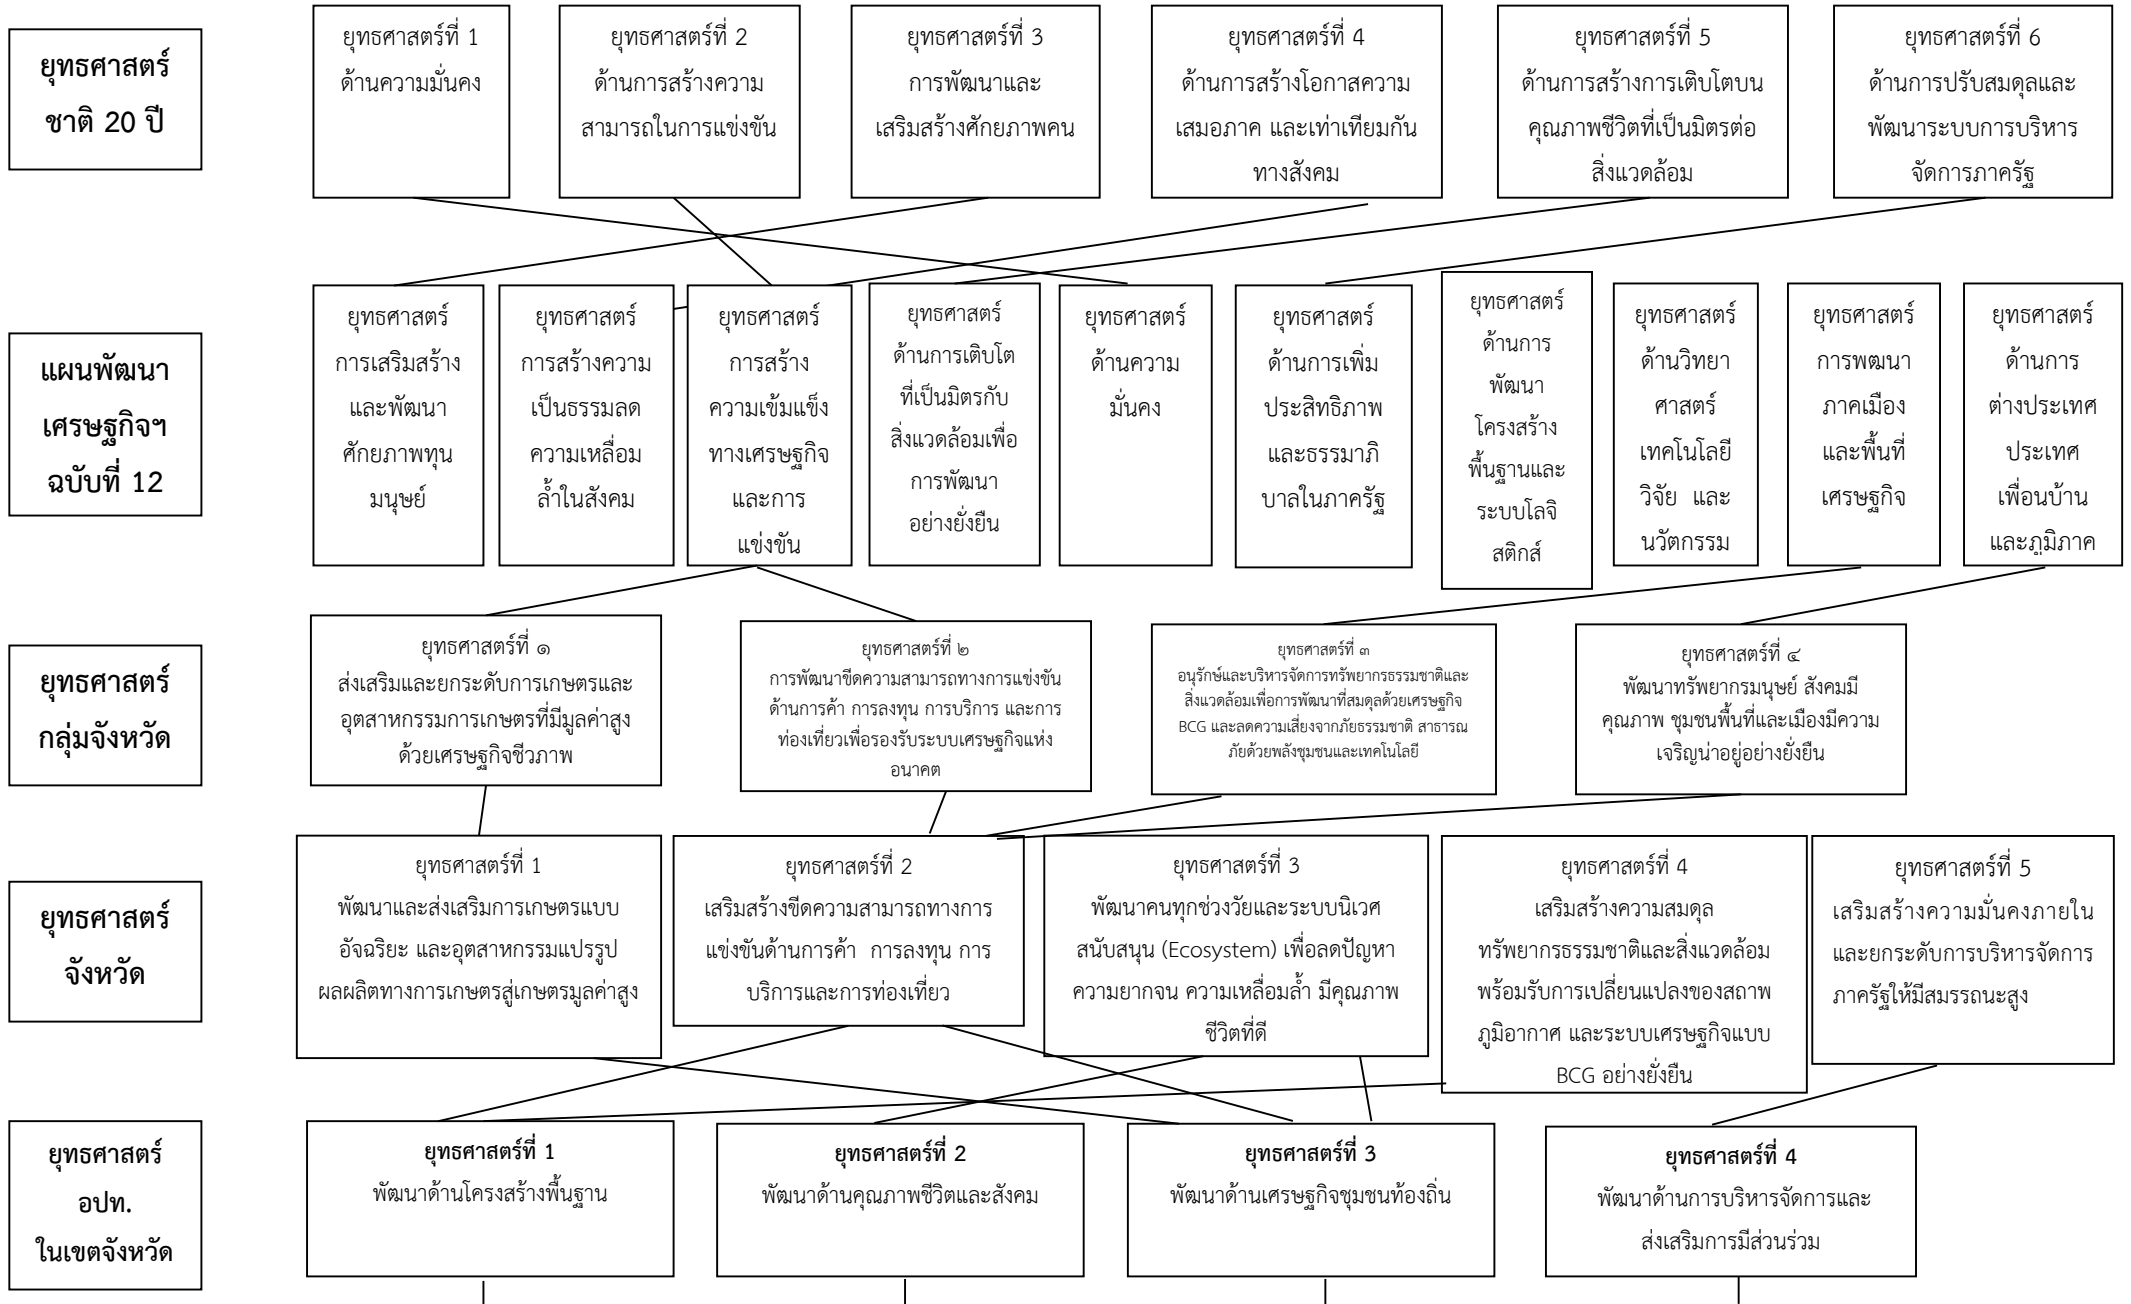 ยุทธศาสตร์
ชาติ 20 ปี
ยุทธศาสตร์ที่ 1
ด้านความมั่นคง
ยุทธศาสตร์ที่ 2
ด้านการสร้างความ
สามารถในการแข่งขัน
ยุทธศาสตร์ที่ 3
การพัฒนาและ
เสริมสร้างศักยภาพคน
ยุทธศาสตร์ที่ 4
ด้านการสร้างโอกาสความ
เสมอภาค และเท่าเทียมกัน
ทางสังคม
ยุทธศาสตร์ที่ 5
ด้านการสร้างการเติบโตบน
คุณภาพชีวิตที่เป็นมิตรต่อ
สิ่งแวดล้อม
ยุทธศาสตร์ที่ 6
ด้านการปรับสมดุลและ
พัฒนาระบบการบริหาร
จัดการภาครัฐ
แผนพัฒนา
เศรษฐกิจฯ
ฉบับที่ 12
ยุทธศาสตร์
การเสริมสร้าง
และพัฒนา
ศักยภาพทุน
มนุษย์
ยุทธศาสตร์
การสร้างความ
เป็นธรรมลด
ความเหลื่อม
ล้ำในสังคม
ยุทธศาสตร์
การสร้าง
ความเข้มแข็ง
ทางเศรษฐกิจ
และการ
แข่งขัน
ยุทธศาสตร์
ด้านการเติบโต
ที่เป็นมิตรกับ
สิ่งแวดล้อมเพื่อ
การพัฒนา
อย่างยั่งยืน
ยุทธศาสตร์
ด้านความ
มั่นคง
ยุทธศาสตร์
ด้านการเพิ่ม
ประสิทธิภาพ
และธรรมาภิ
บาลในภาครัฐ
ยุทธศาสตร์
ด้านการ
พัฒนา
โครงสร้าง
พื้นฐานและ
ระบบโลจิ
สติกส์
ยุทธศาสตร์
ด้านวิทยา
ศาสตร์
เทคโนโลยี
วิจัย และ
นวัตกรรม
ยุทธศาสตร์
การพฒนา
ภาคเมือง
และพื้นที่
เศรษฐกิจ
ยุทธศาสตร์
ด้านการ
ต่างประเทศ
ประเทศ
เพื่อนบ้าน
และภูมิภาค
ยุทธศาสตร์
กลุ่มจังหวัด
ยุทธศาสตร์ที่ ๑
ส่งเสริมและยกระดับการเกษตรและ
อุตสาหกรรมการเกษตรที่มีมูลค่าสูง
ด้วยเศรษฐกิจชีวภาพ
ยุทธศาสตร์ที่ ๒
การพัฒนาขีดความสามารถทางการแข่งขัน
ด้านการค้า การลงทุน การบริการ และการ
ท่องเที่ยวเพื่อรองรับระบบเศรษฐกิจแห่ง
อนาคต
ยุทธศาสตร์ที่ ๓
อนุรักษ์และบริหารจัดการทรัพยากรธรรมชาติและ
สิ่งแวดล้อมเพื่อการพัฒนาที่สมดุลด้วยเศรษฐกิจ
BCG และลดความเสี่ยงจากภัยธรรมชาติ สาธารณ
ภัยด้วยพลังชุมชนและเทคโนโลยี
ยุทธศาสตร์ที่ ๔
พัฒนาทรัพยากรมนุษย์ สังคมมี
คุณภาพ ชุมชนพื้นที่และเมืองมีความ
เจริญน่าอยู่อย่างยั่งยืน
ยุทธศาสตร์
จังหวัด
ยุทธศาสตร์ที่ 1
พัฒนาและส่งเสริมการเกษตรแบบ
อัจฉริยะ และอุตสาหกรรมแปรรูป
ผลผลิตทางการเกษตรสู่เกษตรมูลค่าสูง
ยุทธศาสตร์ที่ 2
เสริมสร้างขีดความสามารถทางการ
แข่งขันด้านการค้า การลงทุน การ
บริการและการท่องเที่ยว
ยุทธศาสตร์ที่ 3
พัฒนาคนทุกช่วงวัยและระบบนิเวศ
สนับสนุน (Ecosystem) เพื่อลดปัญหา
ความยากจน ความเหลื่อมล้ำ มีคุณภาพ
ชีวิตที่ดี
ยุทธศาสตร์ที่ 4
เสริมสร้างความสมดุล
ทรัพยากรธรรมชาติและสิ่งแวดล้อม
พร้อมรับการเปลี่ยนแปลงของสภาพ
ภูมิอากาศ และระบบเศรษฐกิจแบบ
BCG อย่างยั่งยืน
ยุทธศาสตร์ที่ 5
เสริมสร้างความมั่นคงภายใน
และยกระดับการบริหารจัดการ
ภาครัฐให้มีสมรรถนะสูง
ยุทธศาสตร์
อปท.
ในเขตจังหวัด
ยุทธศาสตร์ที่ 1
พัฒนาด้านโครงสร้างพื้นฐาน
ยุทธศาสตร์ที่ 2
พัฒนาด้านคุณภาพชีวิตและสังคม
ยุทธศาสตร์ที่ 3
พัฒนาด้านเศรษฐกิจชุมชนท้องถิ่น
ยุทธศาสตร์ที่ 4
พัฒนาด้านการบริหารจัดการและ
ส่งเสริมการมีส่วนร่วม